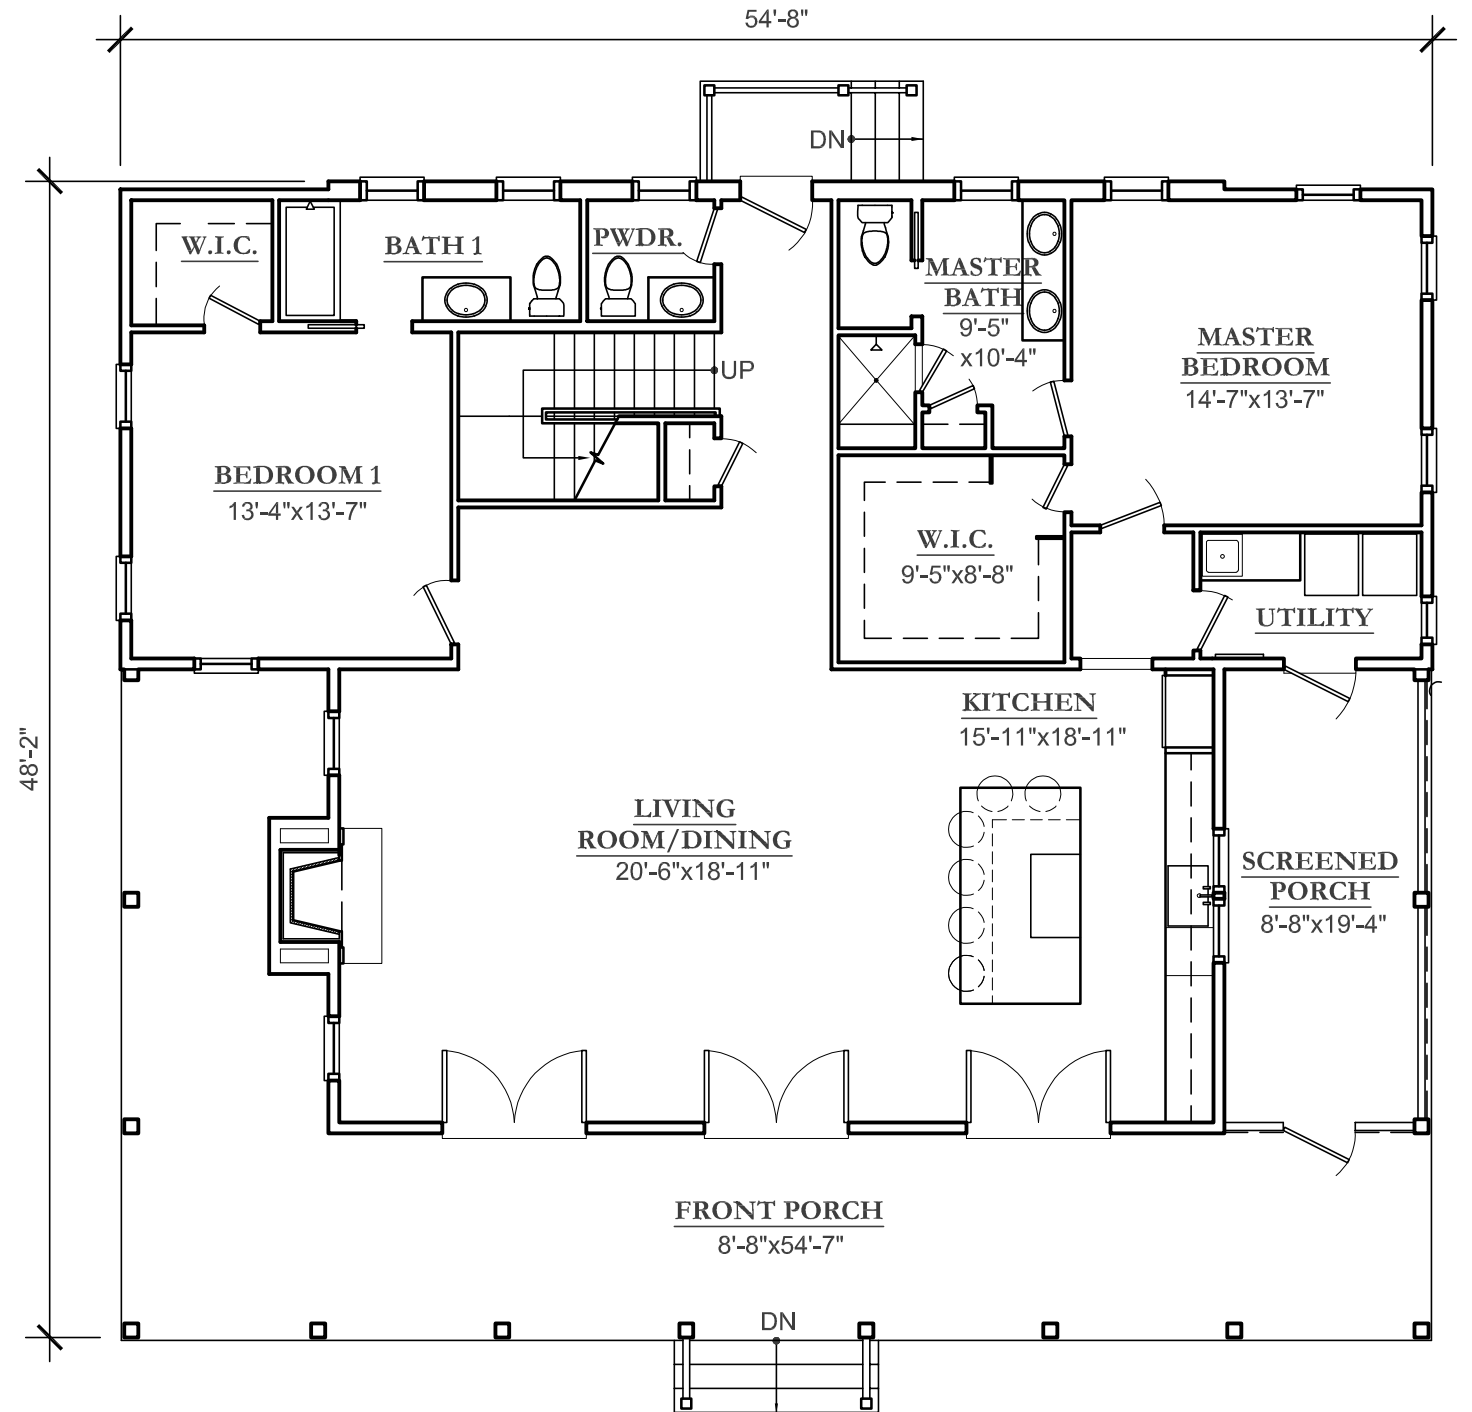 54'-8"
DN
W.I.C.
BATH 1
PWDR.
MASTER
BATH
9'-5"
x10'-4"
MASTER
BEDROOM
14'-7"x13'-7"
UP
BEDROOM 1
13'-4"x13'-7"
W.I.C.
9'-5"x8'-8"
UTILITY
KITCHEN
15'-11"x18'-11"
48'-2"
LIVING
ROOM/DINING
20'-6"x18'-11"
SCREENED
PORCH
8'-8"x19'-4"
FRONT PORCH
8'-8"x54'-7"
DN